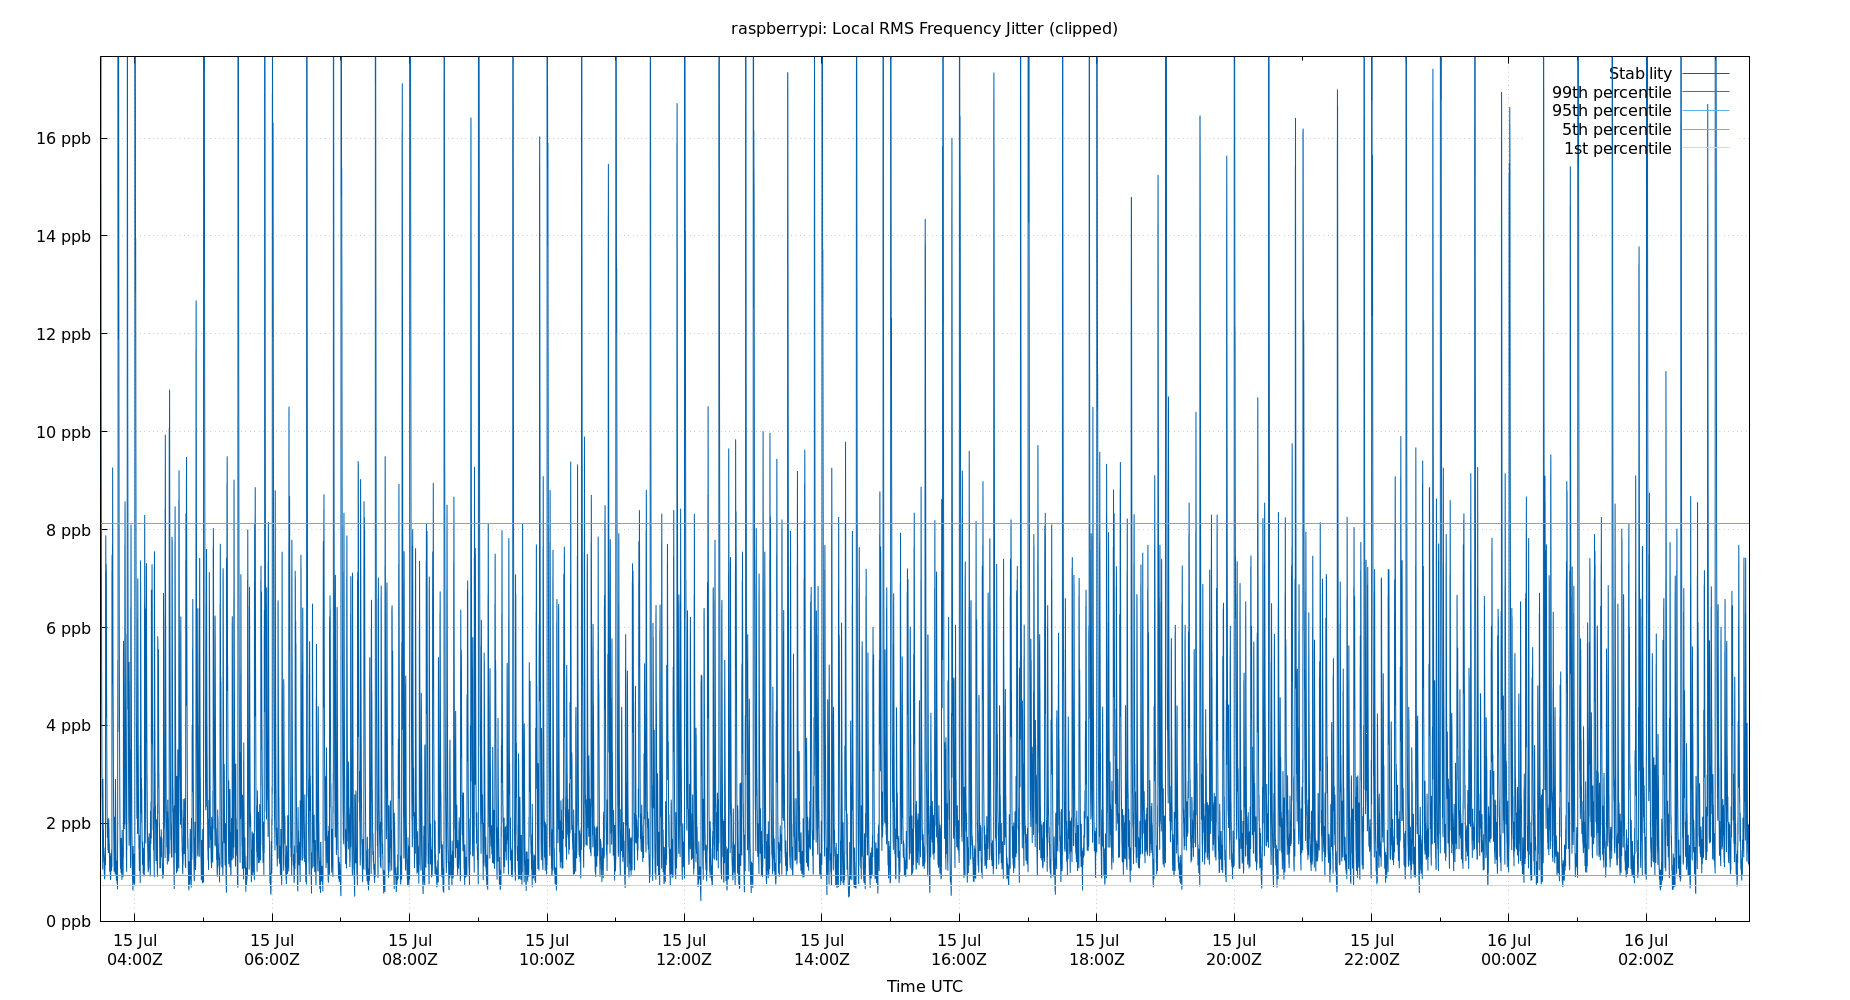 raspberrypi: Local RMS Frequency Jitter (clipped)
Stability
99th percentile
95th percentile
5th percentile
1st percentile
16 ppb
14 ppb
12 ppb
10 ppb
8 ppb
6 ppb
4 ppb
2 ppb
0 ppb
15 Jul 15 Jul 15 Jul 15 Jul 15 Jul 15 Jul 15 Jul 15 Jul 15 Jul 15 Jul 16 Jul 16 Jul
04:00Z 06:00Z 08:00Z 10:00Z 12:00Z 14:00Z 16:00Z 18:00Z 20:00Z 22:00Z 00:00Z 02:00Z
Time UTC